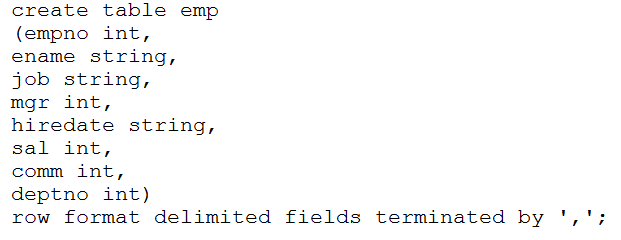 create table emp
(empno int,
ename string,
job string,
mgr int,
hiredate string,
sal int,
comm int,
deptno int)
row format delimited fields terminated by ',';